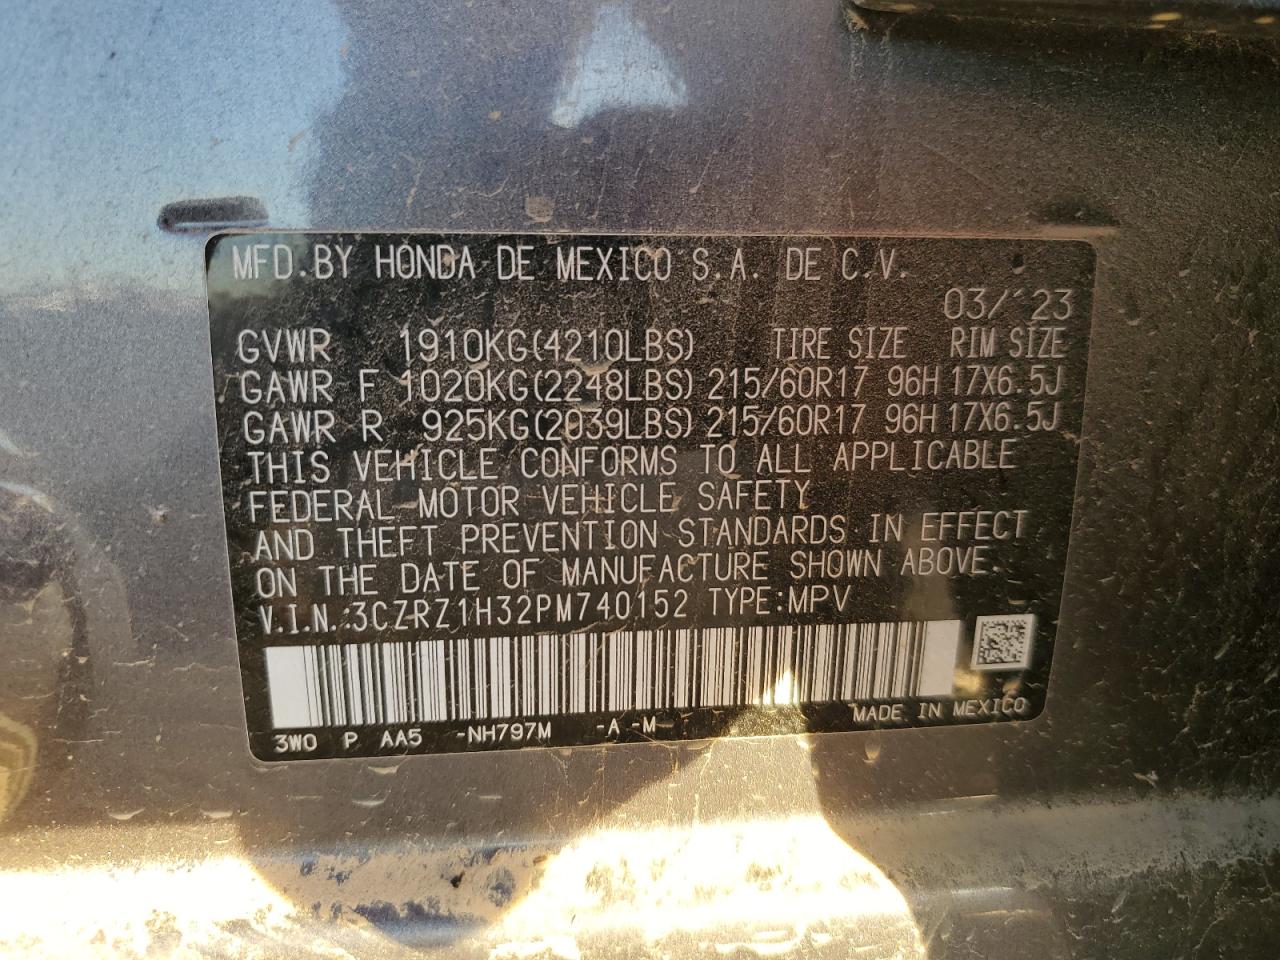 MFD.BY HONDA DE MEXICO S.A. DE C.V.
03/'23
GVWR 1910KG(4210LBS) TIRE SIZE RIM SIZE
GAWR F 1020KG(2248LBS) 215/60R17 96H 17X6.5J
GAWR R 925KG(2039LBS) 215/60R17 96H 17X6.5J
THIS VEHICLE CONFORMS TO ALL APPLICABLE
FEDERAL MOTOR VEHICLE SAFETY
AND THEFT PREVENTION STANDARDS IN EFFECT
ON THE DATE OF MANUFACTURE SHOWN ABOVE.
V.I.N.:3CZRZ1H32PM740152 TYPE:MPV
MADE IN MEXICO
3W0 P AA5 -NH797M -A -M-